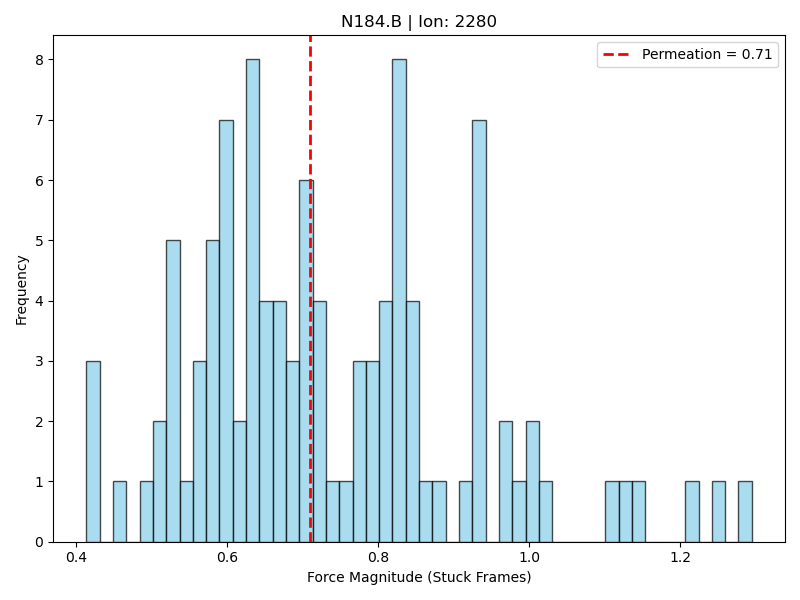 N184.B | Ion: 2280
Permeation = 0.71
8
7
6
5
4
3
2
1
0
Frequency
0.4 0.6 0.8 1.0 1.2
Force Magnitude (Stuck Frames)